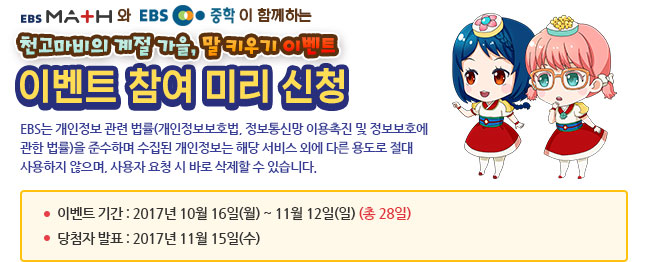 EBS MATH 와 EBS 중학 이 함께하는
천고마비의 계절 가을, 말 키우기 이벤트
이벤트 참여 미리 신청
EBS는 개인정보 관련 법률(개인정보보호법, 정보통신망 이용촉진 및 정보보호에
관한 법률)을 준수하며 수집된 개인정보는 해당 서비스 외에 다른 용도로 절대
사용하지 않으며, 사용자 요청 시 바로 삭제할 수 있습니다.
• 이벤트 기간 : 2017년 10월 16일(월) ~ 11월 12일(일) (총 28일)
• 당첨자 발표 : 2017년 11월 15일(수)